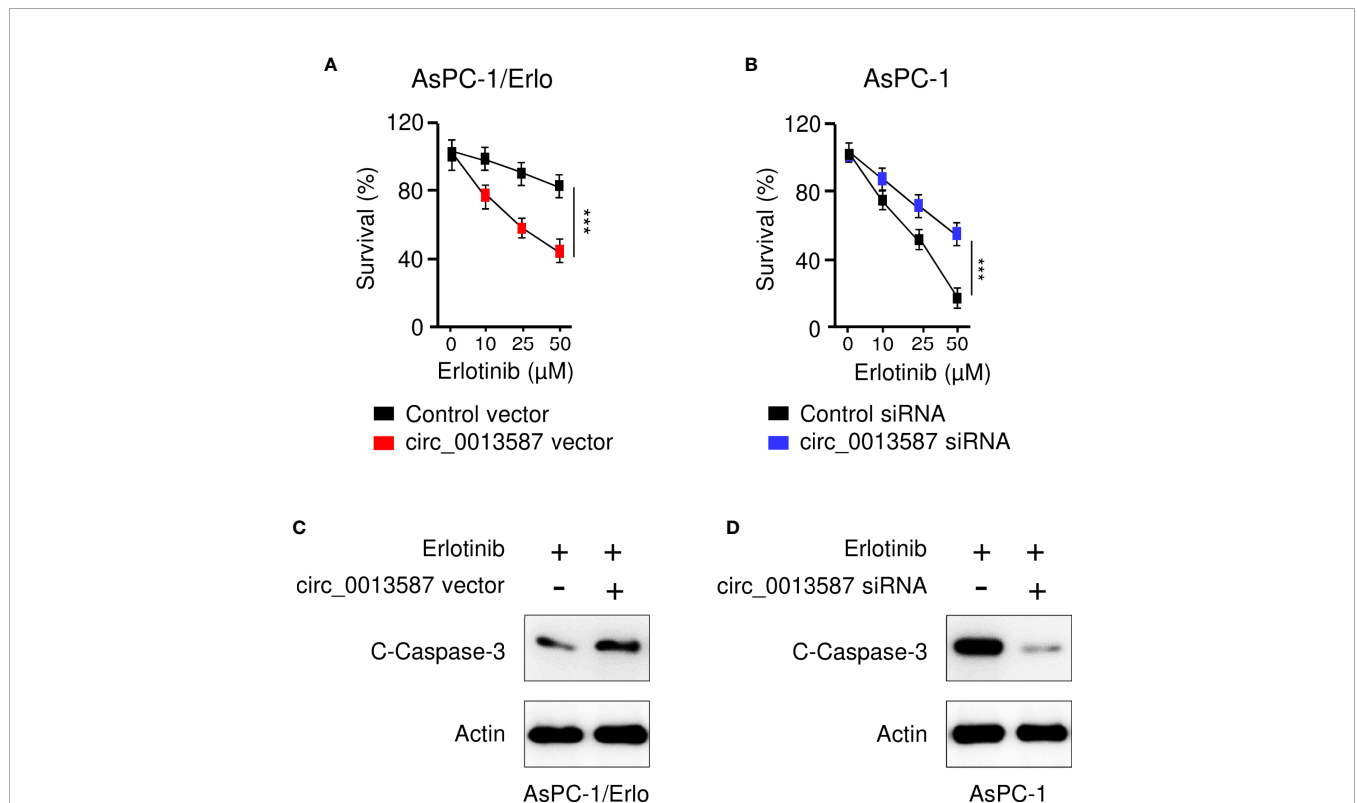 A
AsPC-1/Erlo
120
80
40
0
Survival (%)
***
0 10 25 50
Erlotinib (µM)
Control vector
circ_0013587 vector
B
AsPC-1
120
80
40
0
Survival (%)
***
0 10 25 50
Erlotinib (µM)
Control siRNA
circ_0013587 siRNA
C
Erlotinib + +
circ_0013587 vector - +
C-Caspase-3
Actin
AsPC-1/Erlo
D
Erlotinib + +
circ_0013587 siRNA - +
C-Caspase-3
Actin
AsPC-1